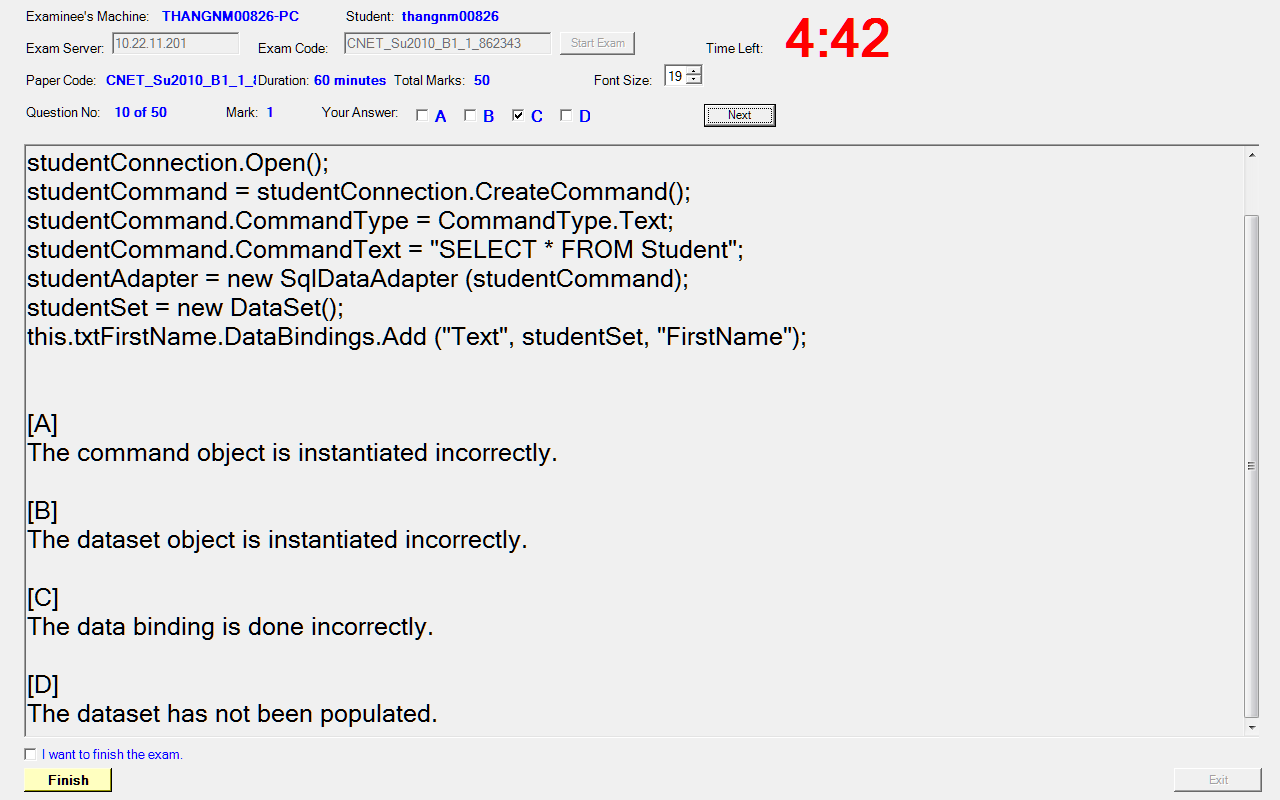 Examinee's Machine: THANGNM00826-PC Student: thangnm00826
Exam Server: 10.22.11.201 Exam Code: CNET_Su2010_B1_1_862343 Start Exam Time Left: 4:42
Paper Code: CNET_Su2010_B1_1_ Duration: 60 minutes Total Marks: 50 Font Size: 19
Question No: 10 of 50 Mark: 1 Your Answer: A B C D Next
studentConnection.Open();
studentCommand = studentConnection.CreateCommand();
studentCommand.CommandType = CommandType.Text;
studentCommand.CommandText = "SELECT * FROM Student";
studentAdapter = new SqlDataAdapter (studentCommand);
studentSet = new DataSet();
this.txtFirstName.DataBindings.Add ("Text", studentSet, "FirstName");
[A]
The command object is instantiated incorrectly.
[B]
The dataset object is instantiated incorrectly.
[C]
The data binding is done incorrectly.
[D]
The dataset has not been populated.
I want to finish the exam.
Finish Exit